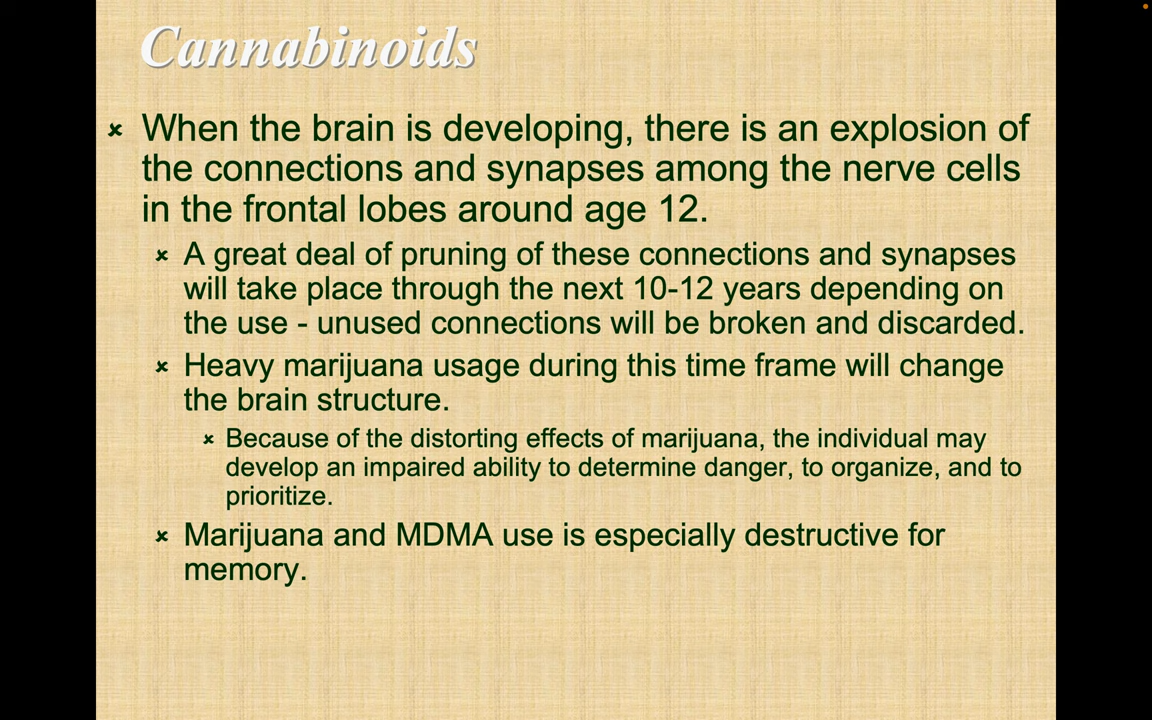 Cannabinoids
When the brain is developing, there is an explosion of
the connections and synapses among the nerve cells
in the frontal lobes around age 12.
A great deal of pruning of these connections and synapses
will take place through the next 10-12 years depending on
the use - unused connections will be broken and discarded.
Heavy marijuana usage during this time frame will change
the brain structure.
Because of the distorting effects of marijuana, the individual may
develop an impaired ability to determine danger, to organize, and to
prioritize.
Marijuana and MDMA use is especially destructive for
memory.